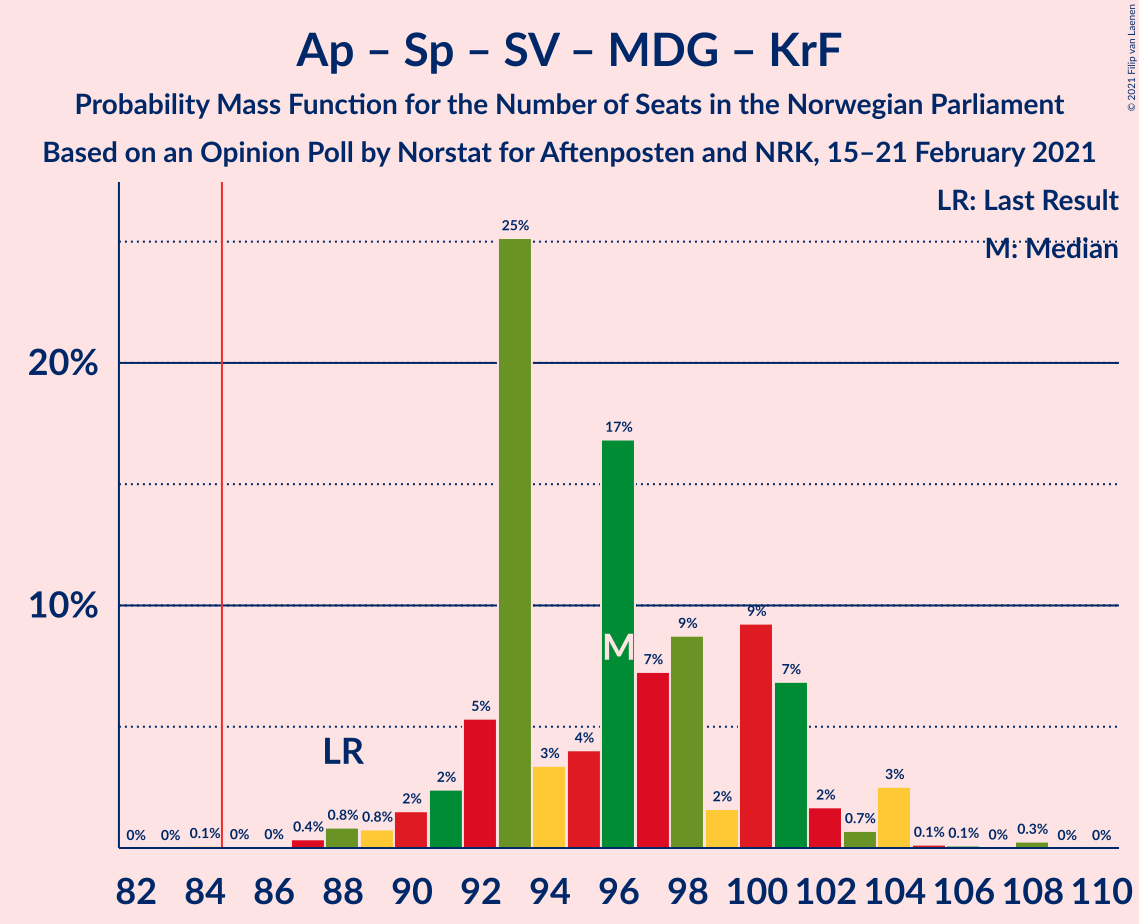 Ap – Sp – SV – MDG – KrF
Probability Mass Function for the Number of Seats in the Norwegian Parliament
Based on an Opinion Poll by Norstat for Aftenposten and NRK, 15–21 February 2021
© 2021 Filip van Laenen
LR: Last Result
M: Median
20%
10%
0% 0% 0.1% 0% 0% 0.4% 0.8% 0.8% 2% 2% 5% 25% 3% 4% 17% 7% 9% 2% 9% 7% 2% 0.7% 3% 0.1% 0.1% 0% 0.3% 0% 0%
LR
M
82 84 86 88 90 92 94 96 98 100 102 104 106 108 110